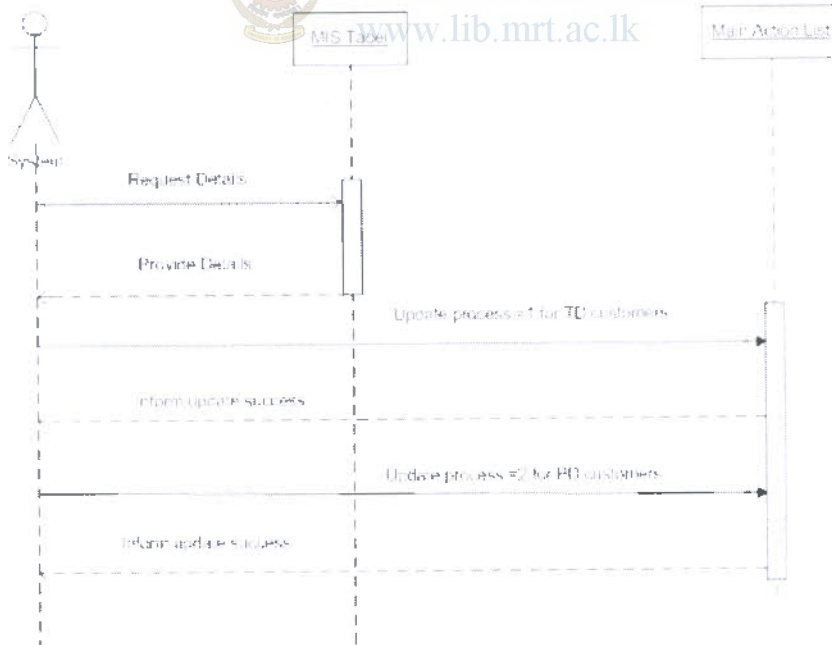 www.lib.mrt.ac.lk
MIS Tabel
Main Action List
System
Request Details
Provide Details
Update process =1 for TD customers
Inform update success
Update process =2 for PD customers
Inform update success